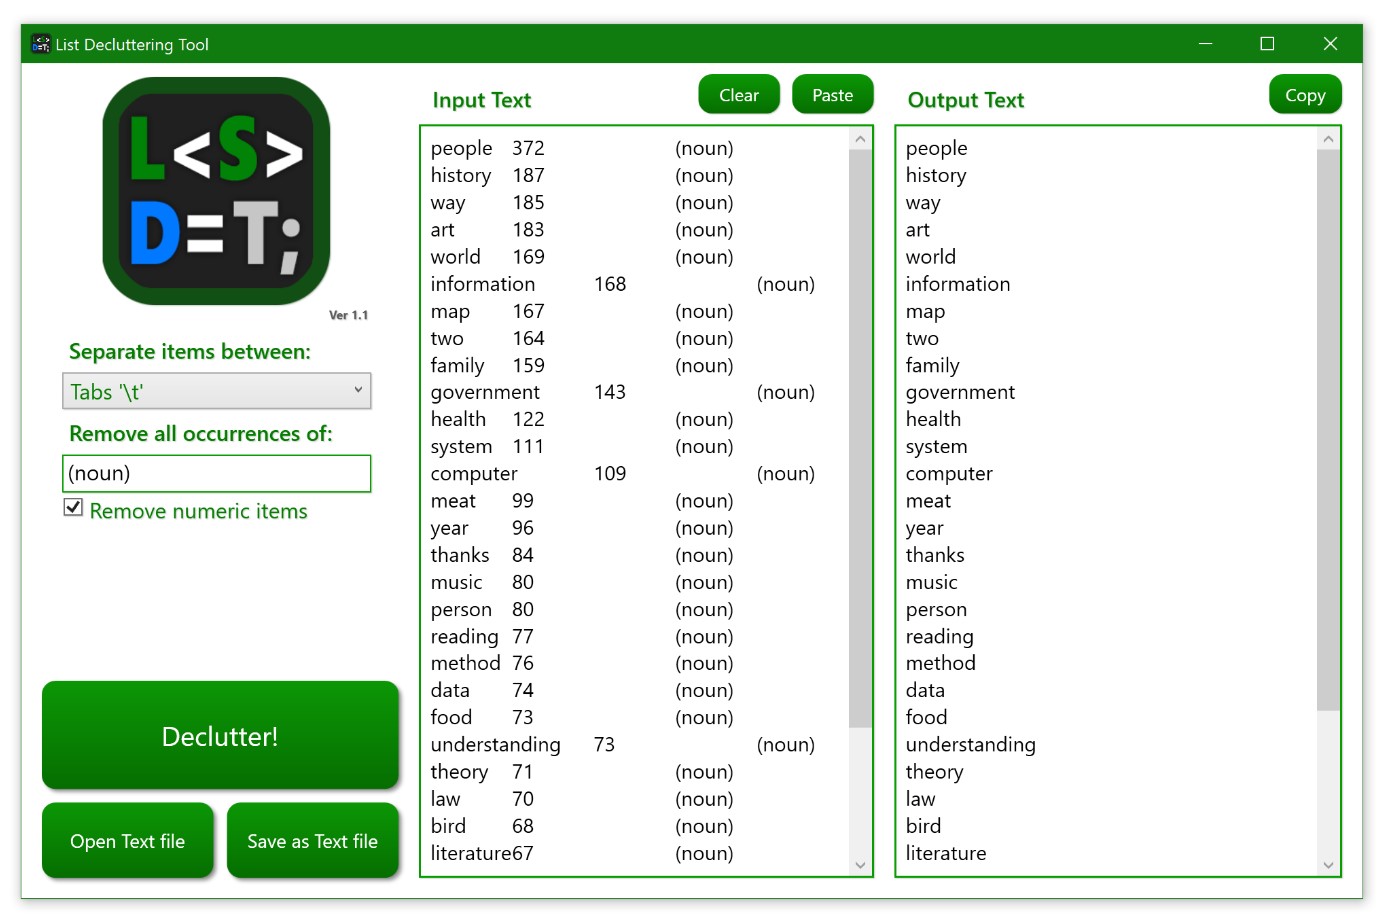 List Decluttering Tool
L<S>
D=T;
Ver 1.1
Separate items between:
Tabs '\t'
Remove all occurrences of:
(noun)
Remove numeric items
Declutter!
Open Text file
Save as Text file
Input Text
Clear
Paste
people 372 (noun)
history 187 (noun)
way 185 (noun)
art 183 (noun)
world 169 (noun)
information 168 (noun)
map 167 (noun)
two 164 (noun)
family 159 (noun)
government 143 (noun)
health 122 (noun)
system 111 (noun)
computer 109 (noun)
meat 99 (noun)
year 96 (noun)
thanks 84 (noun)
music 80 (noun)
person 80 (noun)
reading 77 (noun)
method 76 (noun)
data 74 (noun)
food 73 (noun)
understanding 73 (noun)
theory 71 (noun)
law 70 (noun)
bird 68 (noun)
literature67 (noun)
Output Text
Copy
people
history
way
art
world
information
map
two
family
government
health
system
computer
meat
year
thanks
music
person
reading
method
data
food
understanding
theory
law
bird
literature